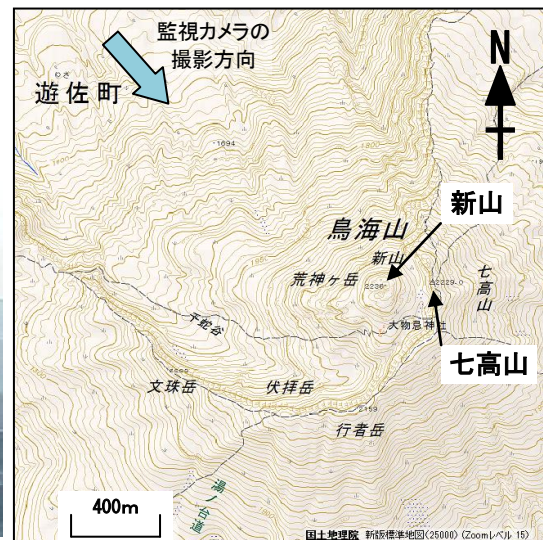 監視カメラの
撮影方向
N
遊佐町
・1694
新山
鳥海山
新山
荒神ヶ岳
2236
2229.0
七高山
千蛇谷
大物忌神社
七高山
文珠岳
伏拝岳
2159
行者岳
湯ノ台道
400m
国土地理院 新版標準地図(25000) (Zoomレベル 15)